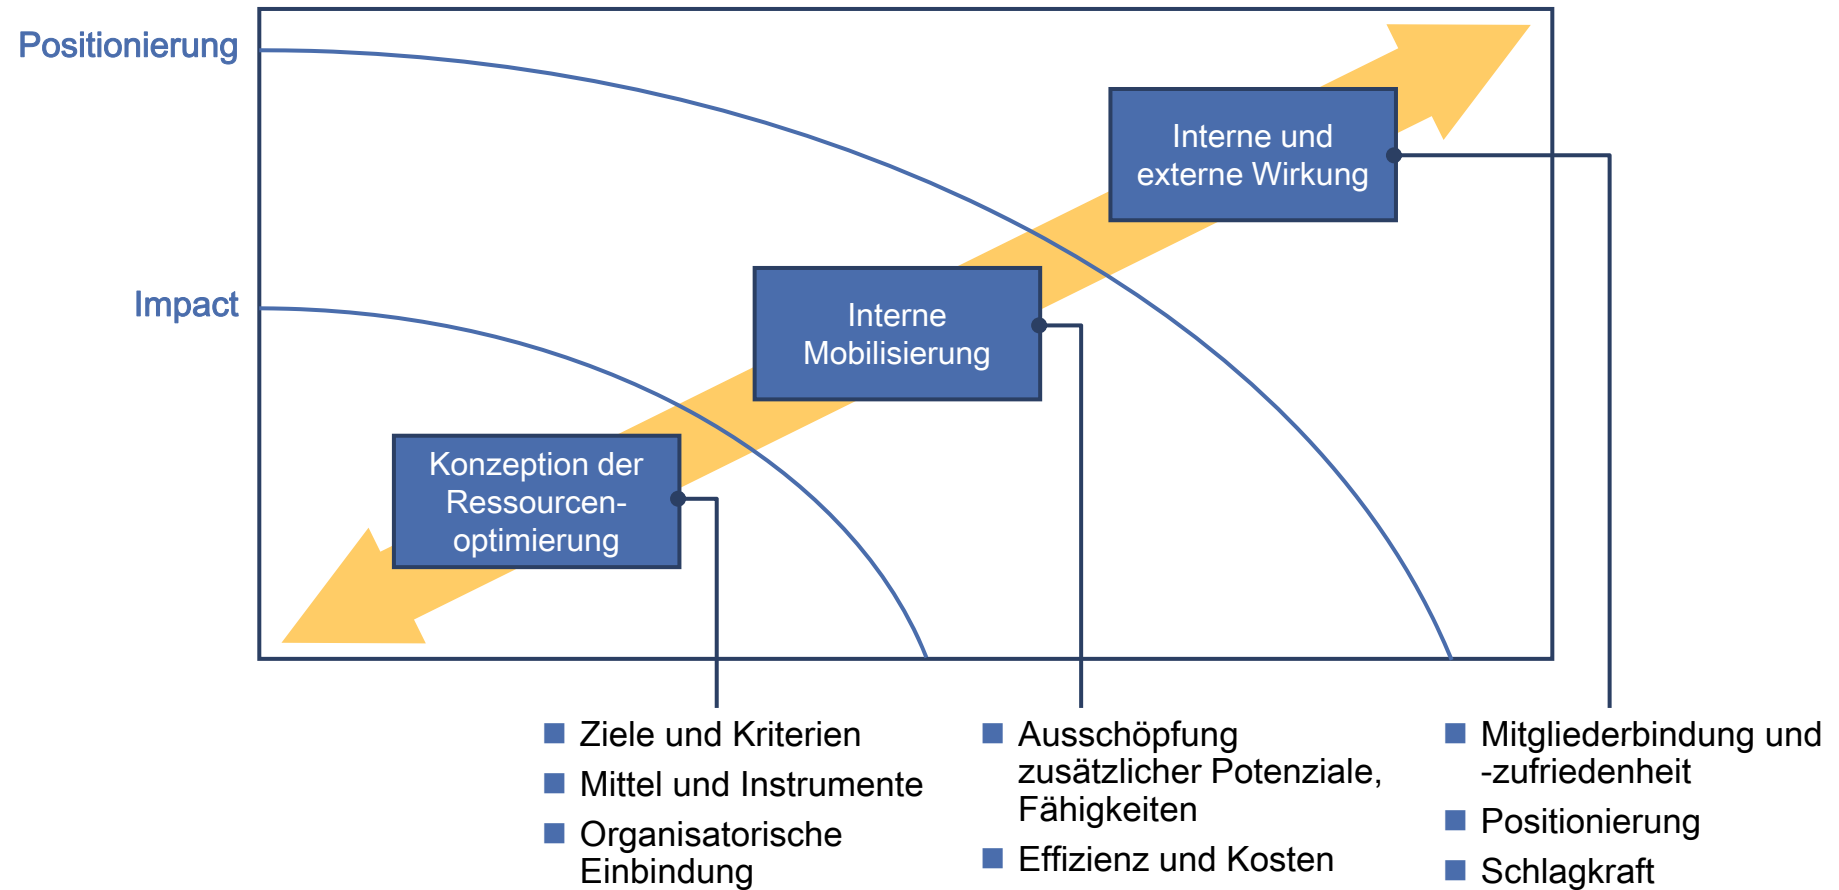 Positionierung
Impact
Interne und
externe Wirkung
Interne
Mobilisierung
Konzeption der
Ressourcen-
optimierung
Ziele und Kriterien
Mittel und Instrumente
Organisatorische
Einbindung
Ausschöpfung
zusätzlicher Potenziale,
Fähigkeiten
Effizienz und Kosten
Mitgliederbindung und
-zufriedenheit
Positionierung
Schlagkraft